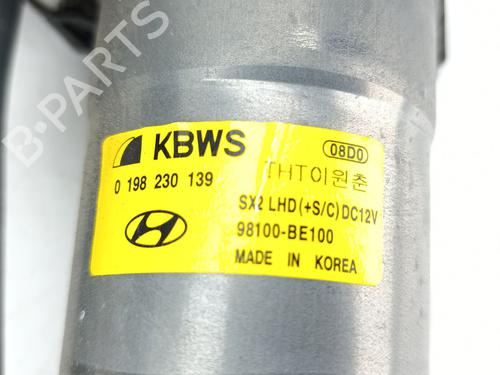 B-PARTS
KBWS
08D0
0 198 230 139
THT이원춘
SX2 LHD(+S/C)DC12V
98100-BE100
MADE IN KOREA